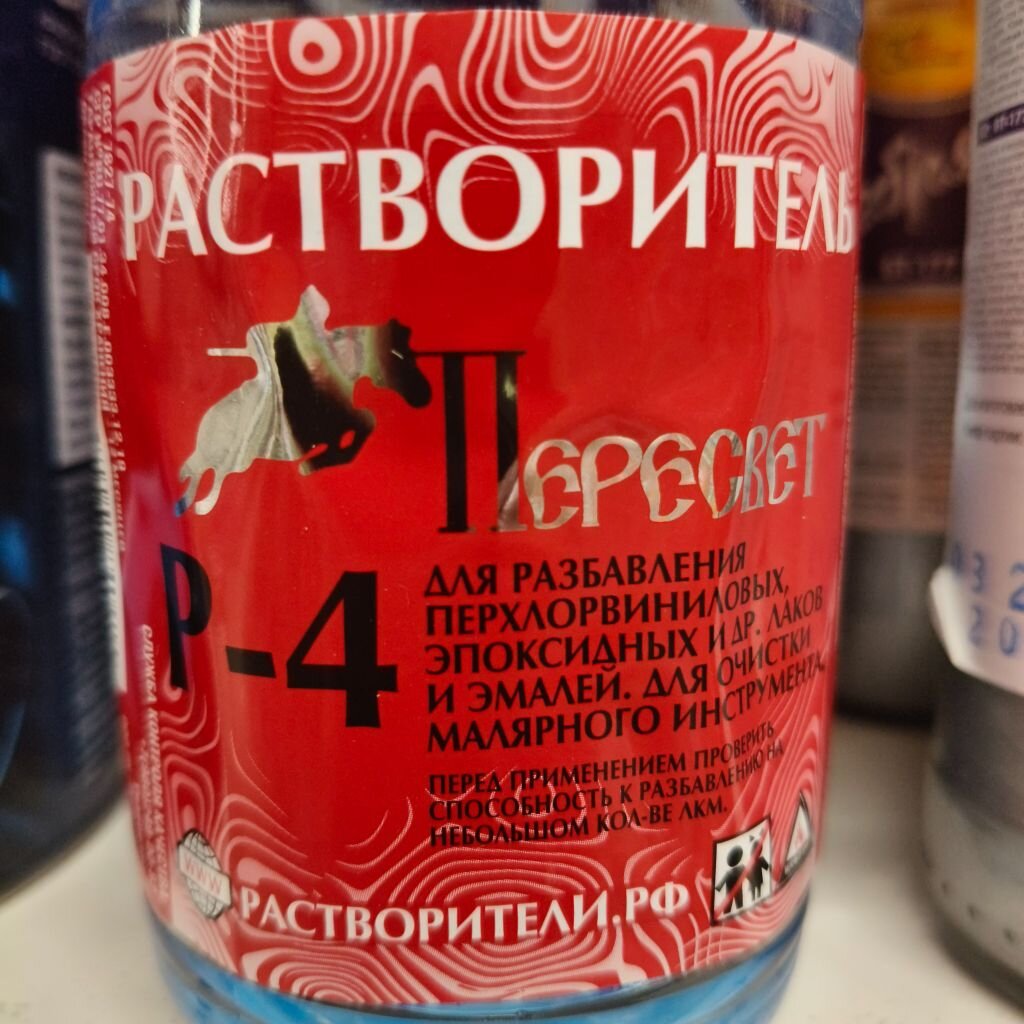 РАСТВОРИТЕЛЬ
ПЕРЕСВЕТ
Р-4
ДЛЯ РАЗБАВЛЕНИЯ
ПЕРХЛОРВИНИЛОВЫХ,
ЭПОКСИДНЫХ И ДР. ЛАКОВ
И ЭМАЛЕЙ. ДЛЯ ОЧИСТКИ
МАЛЯРНОГО ИНСТРУМЕНТА.
ПЕРЕД ПРИМЕНЕНИЕМ ПРОВЕРИТЬ
СПОСОБНОСТЬ К РАЗБАВЛЕНИЮ НА
НЕБОЛЬШОМ КОЛ-ВЕ ЛКМ.
WWW
РАСТВОРИТЕЛИ.РФ